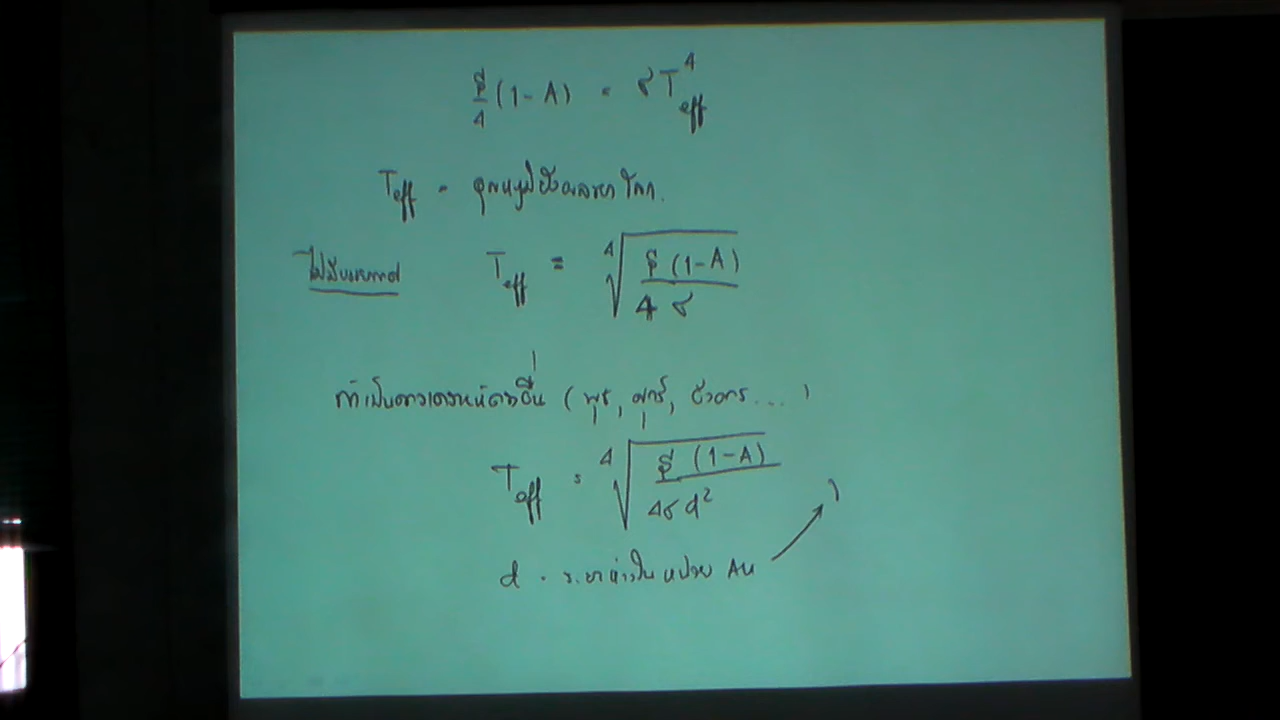 S/4 (1-A) = σT⁴eff
Teff = อุณหภูมิยังผลของโลก.
ไม่มีบรรยากาศ Teff = ⁴√(S(1-A)/4σ)
ถ้าเป็นดาวเคราะห์ดวงอื่น (พุธ, ศุกร์, อังคาร....)
Teff = ⁴√(S(1-A)/4σd²)
d = ระยะห่างในหน่วย Au